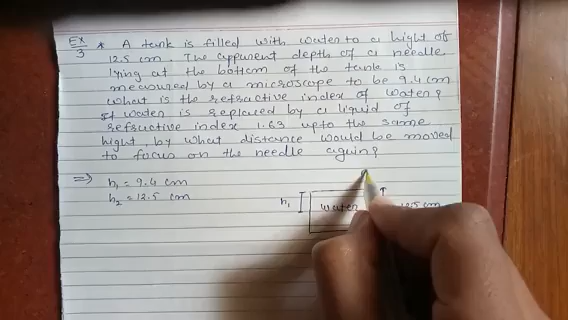 Ex 3 * A tank is filled with water to a hight of
12.5 cm. The apparent depth of a needle
lying at the bottom of the tank is
mecoured by a microscope to be 9.4 cm
what is the refractive index of water?
If water is replaced by a liquid of
refructive index 1.63 upto the same
hight, by what distance would be moved
to focus on the needle again?
⇒ h₁ = 9.4 cm
h₂ = 12.5 cm
h₁ water 12.5 cm